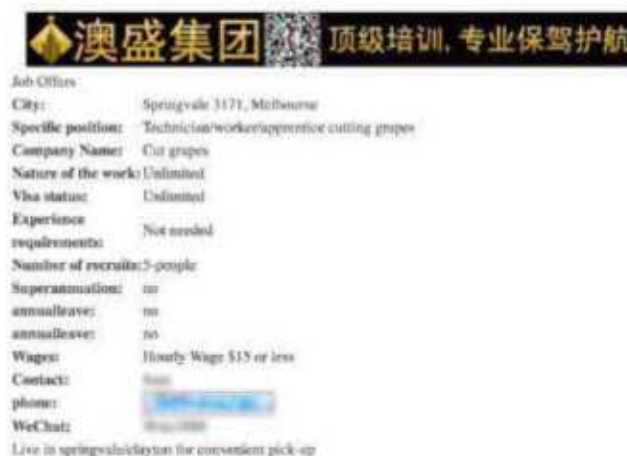 澳盛集团 顶级培训, 专业保驾护航
Job Offers
City: Springvale 3171, Melbourne
Specific position: Technician/worker/apprentice cutting grapes
Company Name: Cut grapes
Nature of the work: Unlimited
Visa status: Unlimited
Experience requirements: Not needed
Number of recruits: 5-people
Superannuation: no
annualleave: no
annualleave: no
Wages: Hourly Wage $15 or less
Contact:
phone:
WeChat:
Live in springvale/clayton for convenient pick-up